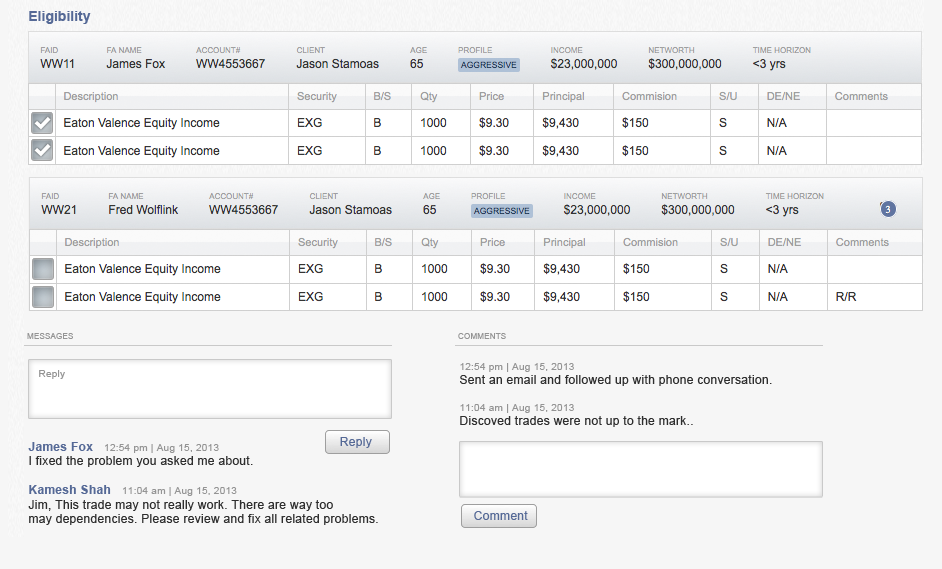 Eligibility
FAID FA NAME ACCOUNT# CLIENT AGE PROFILE INCOME NETWORTH TIME HORIZON
WW11 James Fox WW4553667 Jason Stamoas 65 AGGRESSIVE $23,000,000 $300,000,000 <3 yrs
Description Security B/S Qty Price Principal Commision S/U DE/NE Comments
Eaton Valence Equity Income EXG B 1000 $9.30 $9,430 $150 S N/A
Eaton Valence Equity Income EXG B 1000 $9.30 $9,430 $150 S N/A
FAID FA NAME ACCOUNT# CLIENT AGE PROFILE INCOME NETWORTH TIME HORIZON
WW21 Fred Wolflink WW4553667 Jason Stamoas 65 AGGRESSIVE $23,000,000 $300,000,000 <3 yrs 3
Description Security B/S Qty Price Principal Commision S/U DE/NE Comments
Eaton Valence Equity Income EXG B 1000 $9.30 $9,430 $150 S N/A
Eaton Valence Equity Income EXG B 1000 $9.30 $9,430 $150 S N/A R/R
MESSAGES
Reply
Reply
James Fox 12:54 pm | Aug 15, 2013
I fixed the problem you asked me about.
Kamesh Shah 11:04 am | Aug 15, 2013
Jim, This trade may not really work. There are way too
may dependencies. Please review and fix all related problems.
COMMENTS
12:54 pm | Aug 15, 2013
Sent an email and followed up with phone conversation.
11:04 am | Aug 15, 2013
Discoved trades were not up to the mark..
Comment